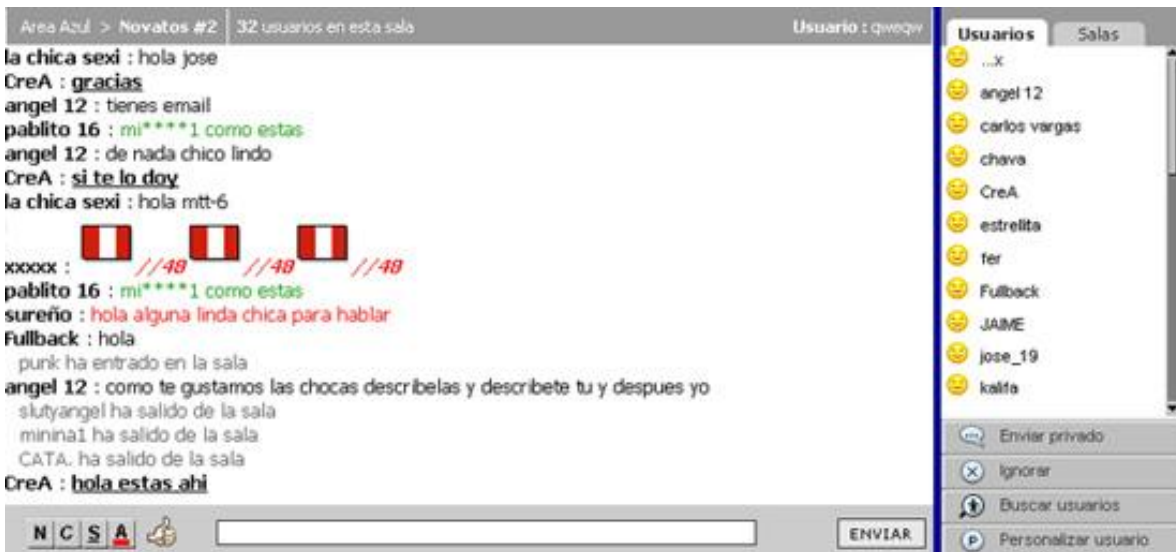 Area Azul > Novatos #2 32 usuarios en esta sala Usuario : qweqw
la chica sexi : hola jose
CreA : gracias
angel 12 : tienes email
pablito 16 : mi****1 como estas
angel 12 : de nada chico lindo
CreA : si te lo doy
la chica sexi : hola mtt-6
xxxxx : //48 //48 //48
pablito 16 : mi****1 como estas
sureño : hola alguna linda chica para hablar
Fullback : hola
punk ha entrado en la sala
angel 12 : como te gustamos las chocas describelas y describete tu y despues yo
slutyangel ha salido de la sala
minina1 ha salido de la sala
CATA. ha salido de la sala
CreA : hola estas ahi
N C S A
ENVIAR
Usuarios Salas
...x
angel 12
carlos vargas
chava
CreA
estrellita
fer
Fullback
JAIME
jose_19
kalifa
Enviar privado
Ignorar
Buscar usuarios
P Personalizar usuario